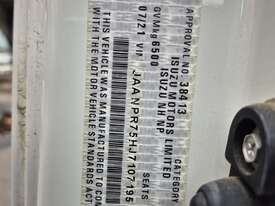 APPROVAL NO. 38413 CATEGORY
ISUZU MOTORS LIMITED
ISUZU NH NP
GVM kg 6500 SEATS
07/21 VIN JAANPR75HJ7107195
THIS VEHICLE WAS MANUFACTURED TO
WITH THE MOTOR VEHICLE STANDARDS ACT